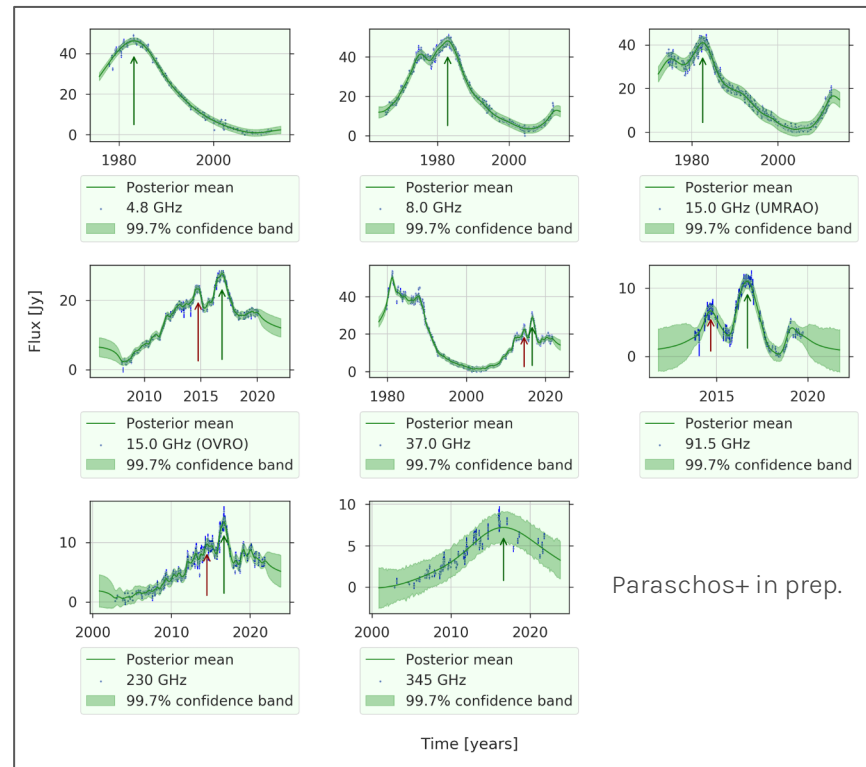 40
20
0
1980
2000
Posterior mean
4.8 GHz
99.7% confidence band
40
20
0
1980
2000
Posterior mean
8.0 GHz
99.7% confidence band
40
20
0
1980
2000
Posterior mean
15.0 GHz (UMRAO)
99.7% confidence band
Flux [Jy]
20
0
2010
2015
2020
Posterior mean
15.0 GHz (OVRO)
99.7% confidence band
40
20
0
1980
2000
2020
Posterior mean
37.0 GHz
99.7% confidence band
10
0
2015
2020
Posterior mean
91.5 GHz
99.7% confidence band
10
0
2000
2010
2020
Posterior mean
230 GHz
99.7% confidence band
10
5
0
2000
2010
2020
Posterior mean
345 GHz
99.7% confidence band
Paraschos+ in prep.
Time [years]